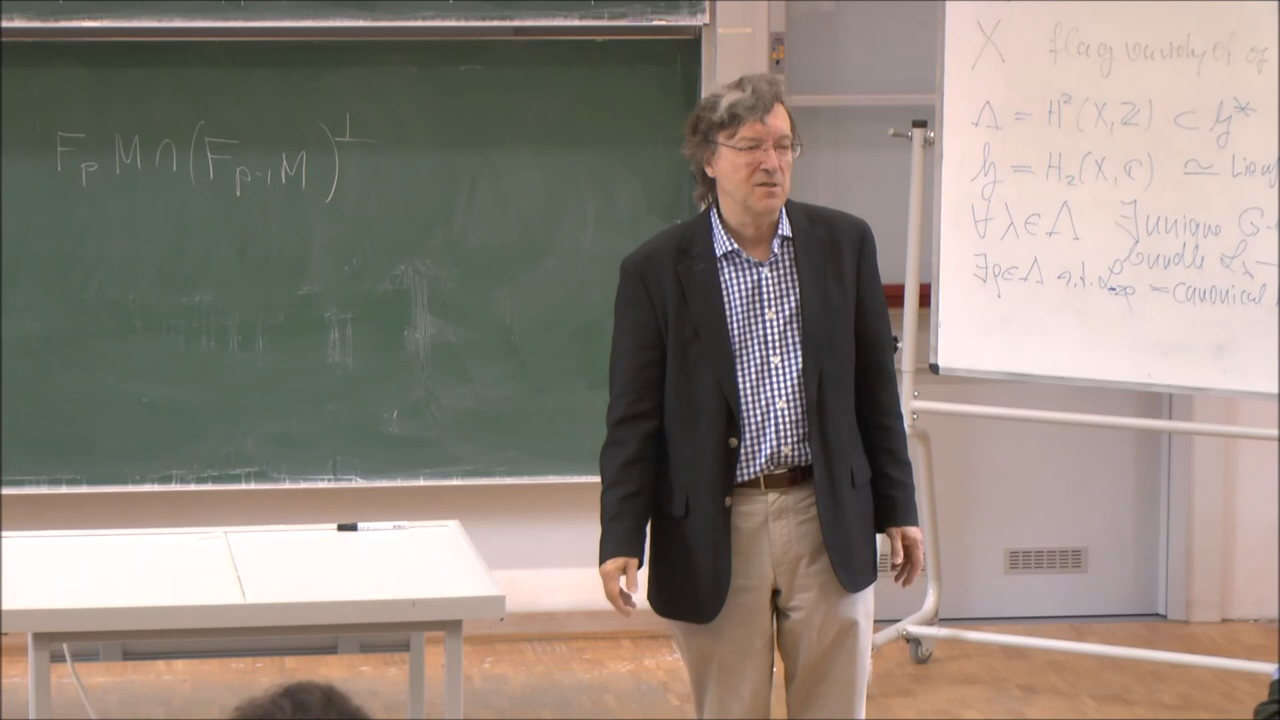 F_p M ∩ (F_{p-1} M)^⊥
X flag variety of
Λ = H²(X, Z) ⊂ h*
h = H₂(X, C) ≃ Lie
∀ λ ∈ Λ ∃ unique G-
bundle L_λ
∃ρ∈Λ s.t. L_{-2ρ} = canonical